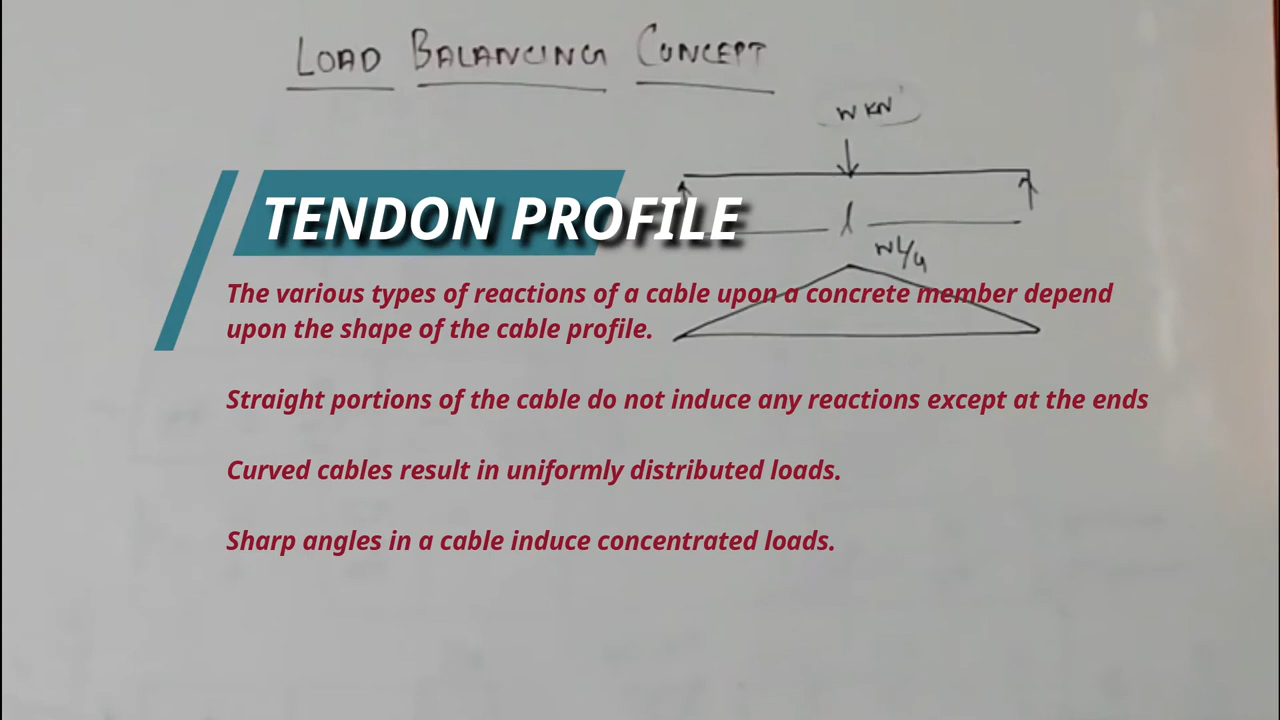 LOAD BALANCING CONCEPT
W KN
TENDON PROFILE
l
WL/4
The various types of reactions of a cable upon a concrete member depend
upon the shape of the cable profile.
Straight portions of the cable do not induce any reactions except at the ends
Curved cables result in uniformly distributed loads.
Sharp angles in a cable induce concentrated loads.